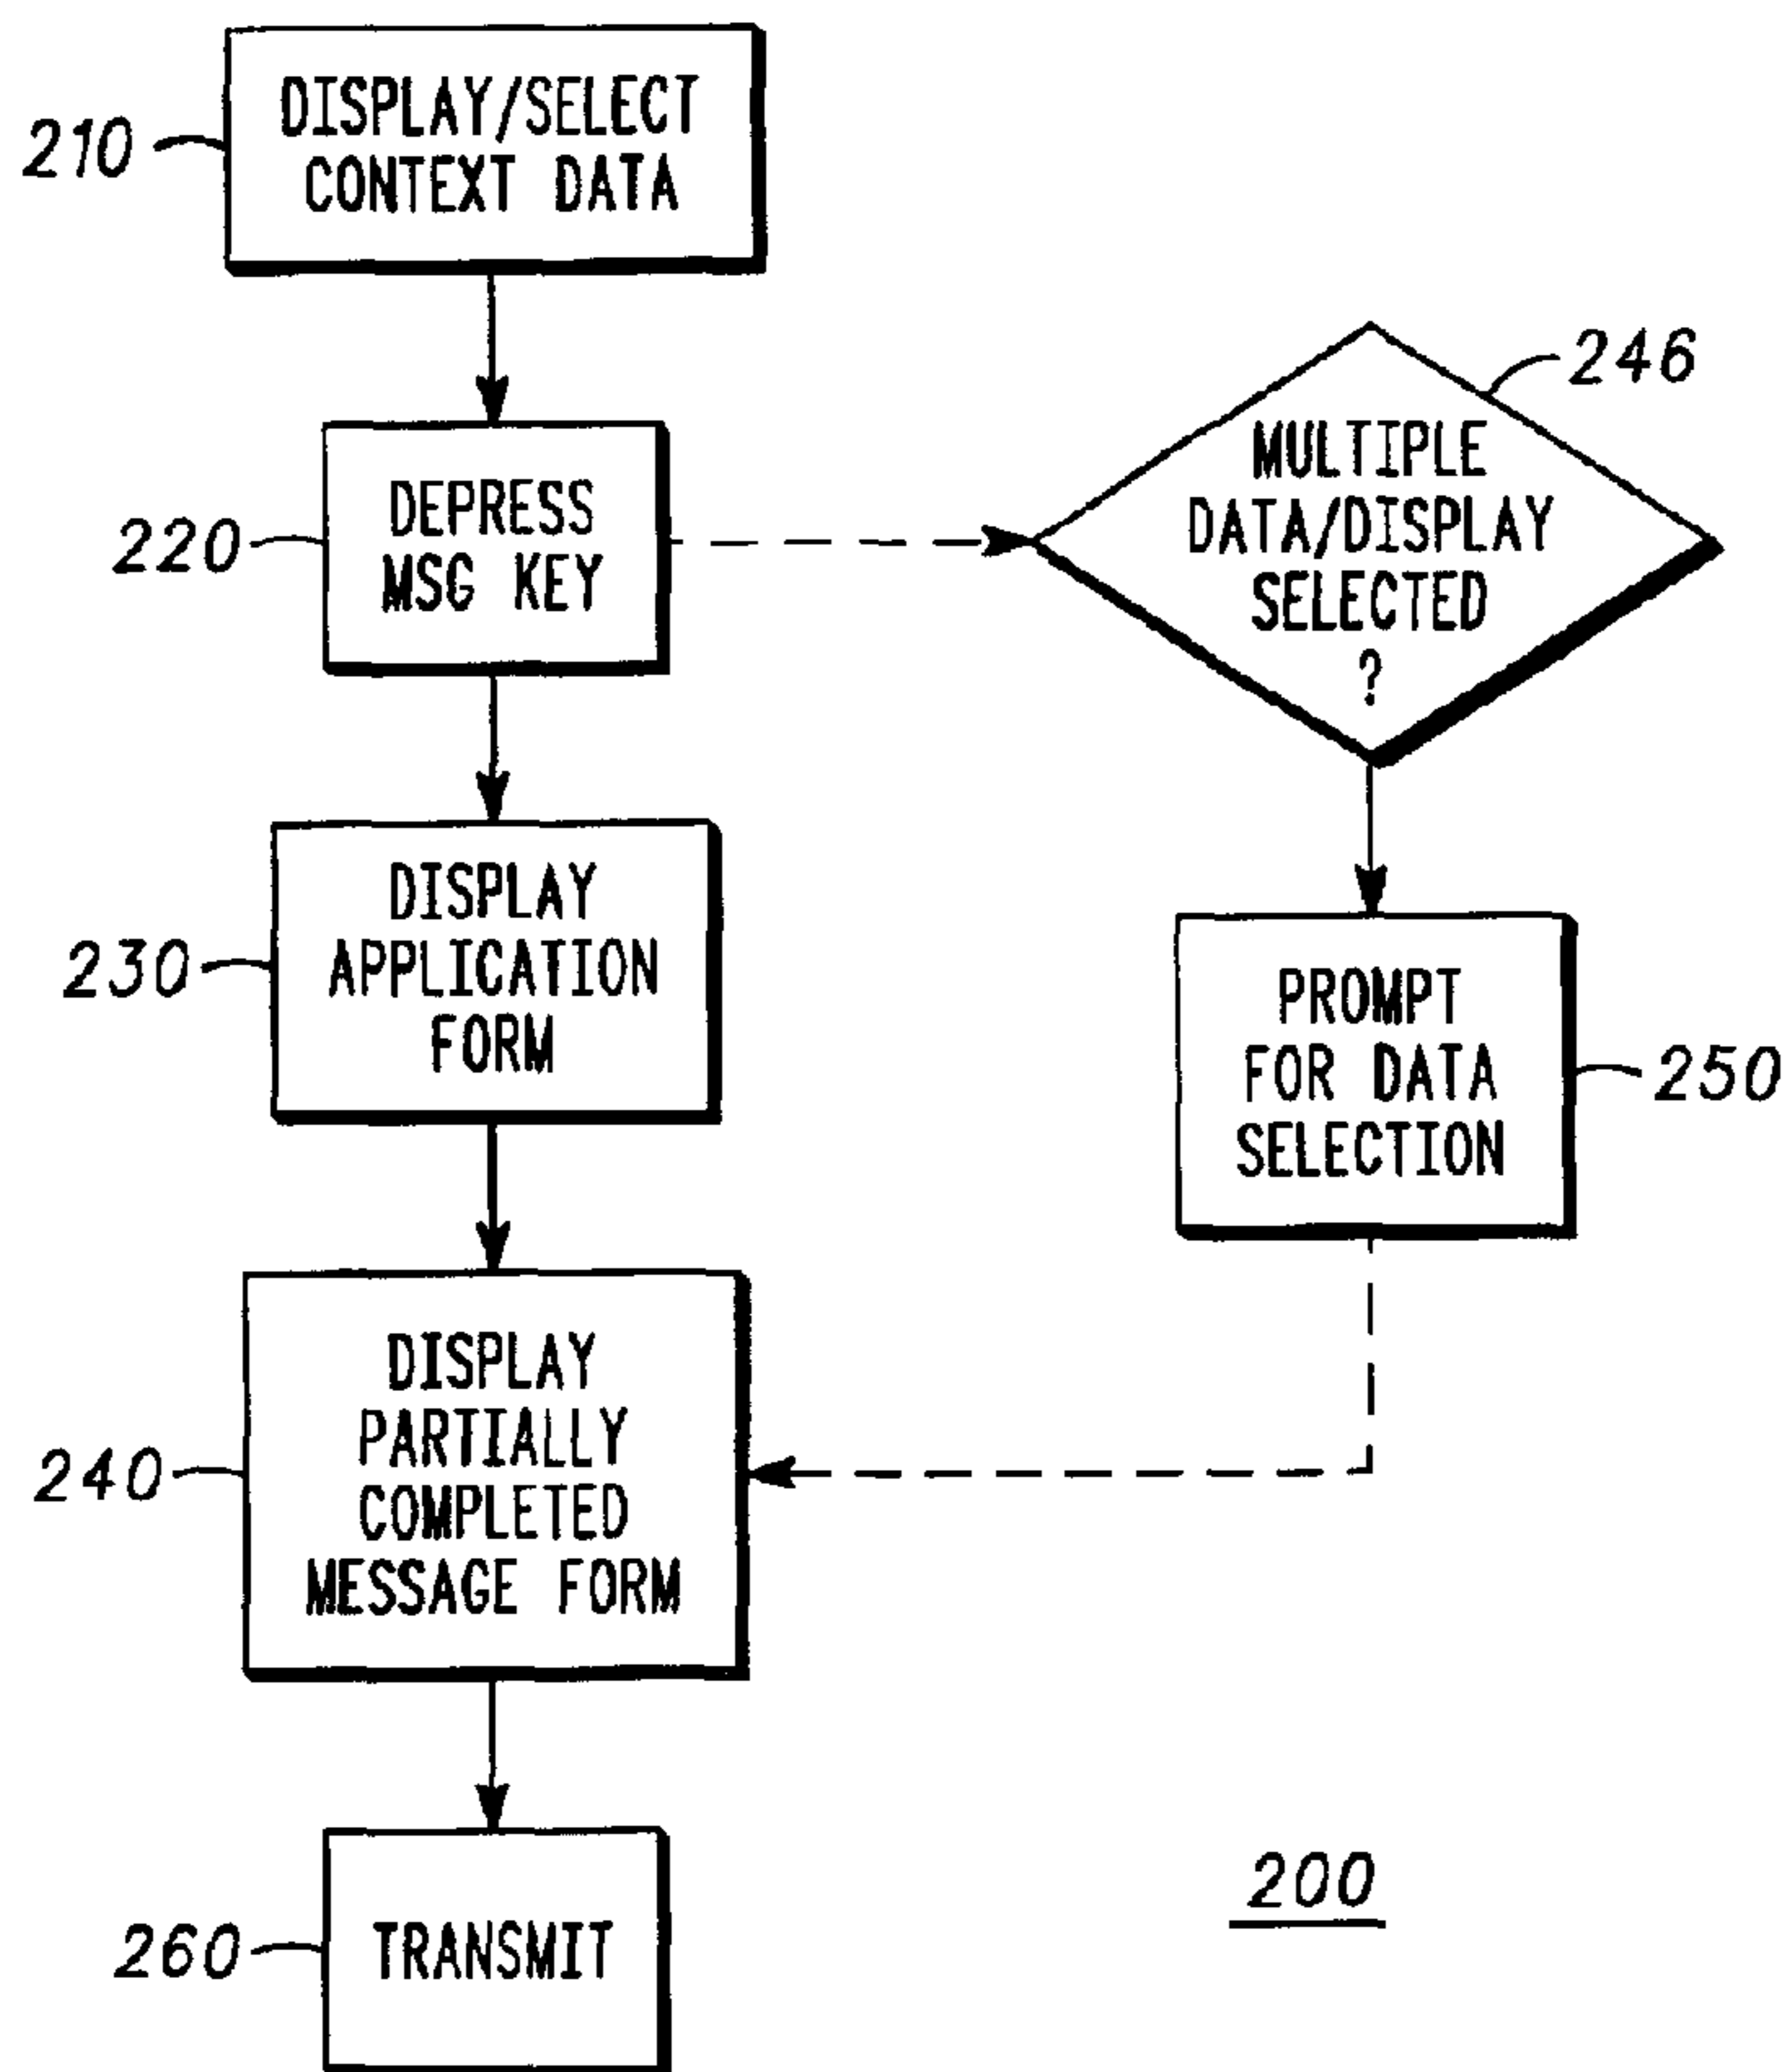 210
DISPLAY/SELECT
CONTEXT DATA
220
DEPRESS
MSG KEY
246
MULTIPLE
DATA/DISPLAY
SELECTED
?
230
DISPLAY
APPLICATION
FORM
PROMPT
FOR DATA
SELECTION
250
240
DISPLAY
PARTIALLY
COMPLETED
MESSAGE FORM
260
TRANSMIT
200